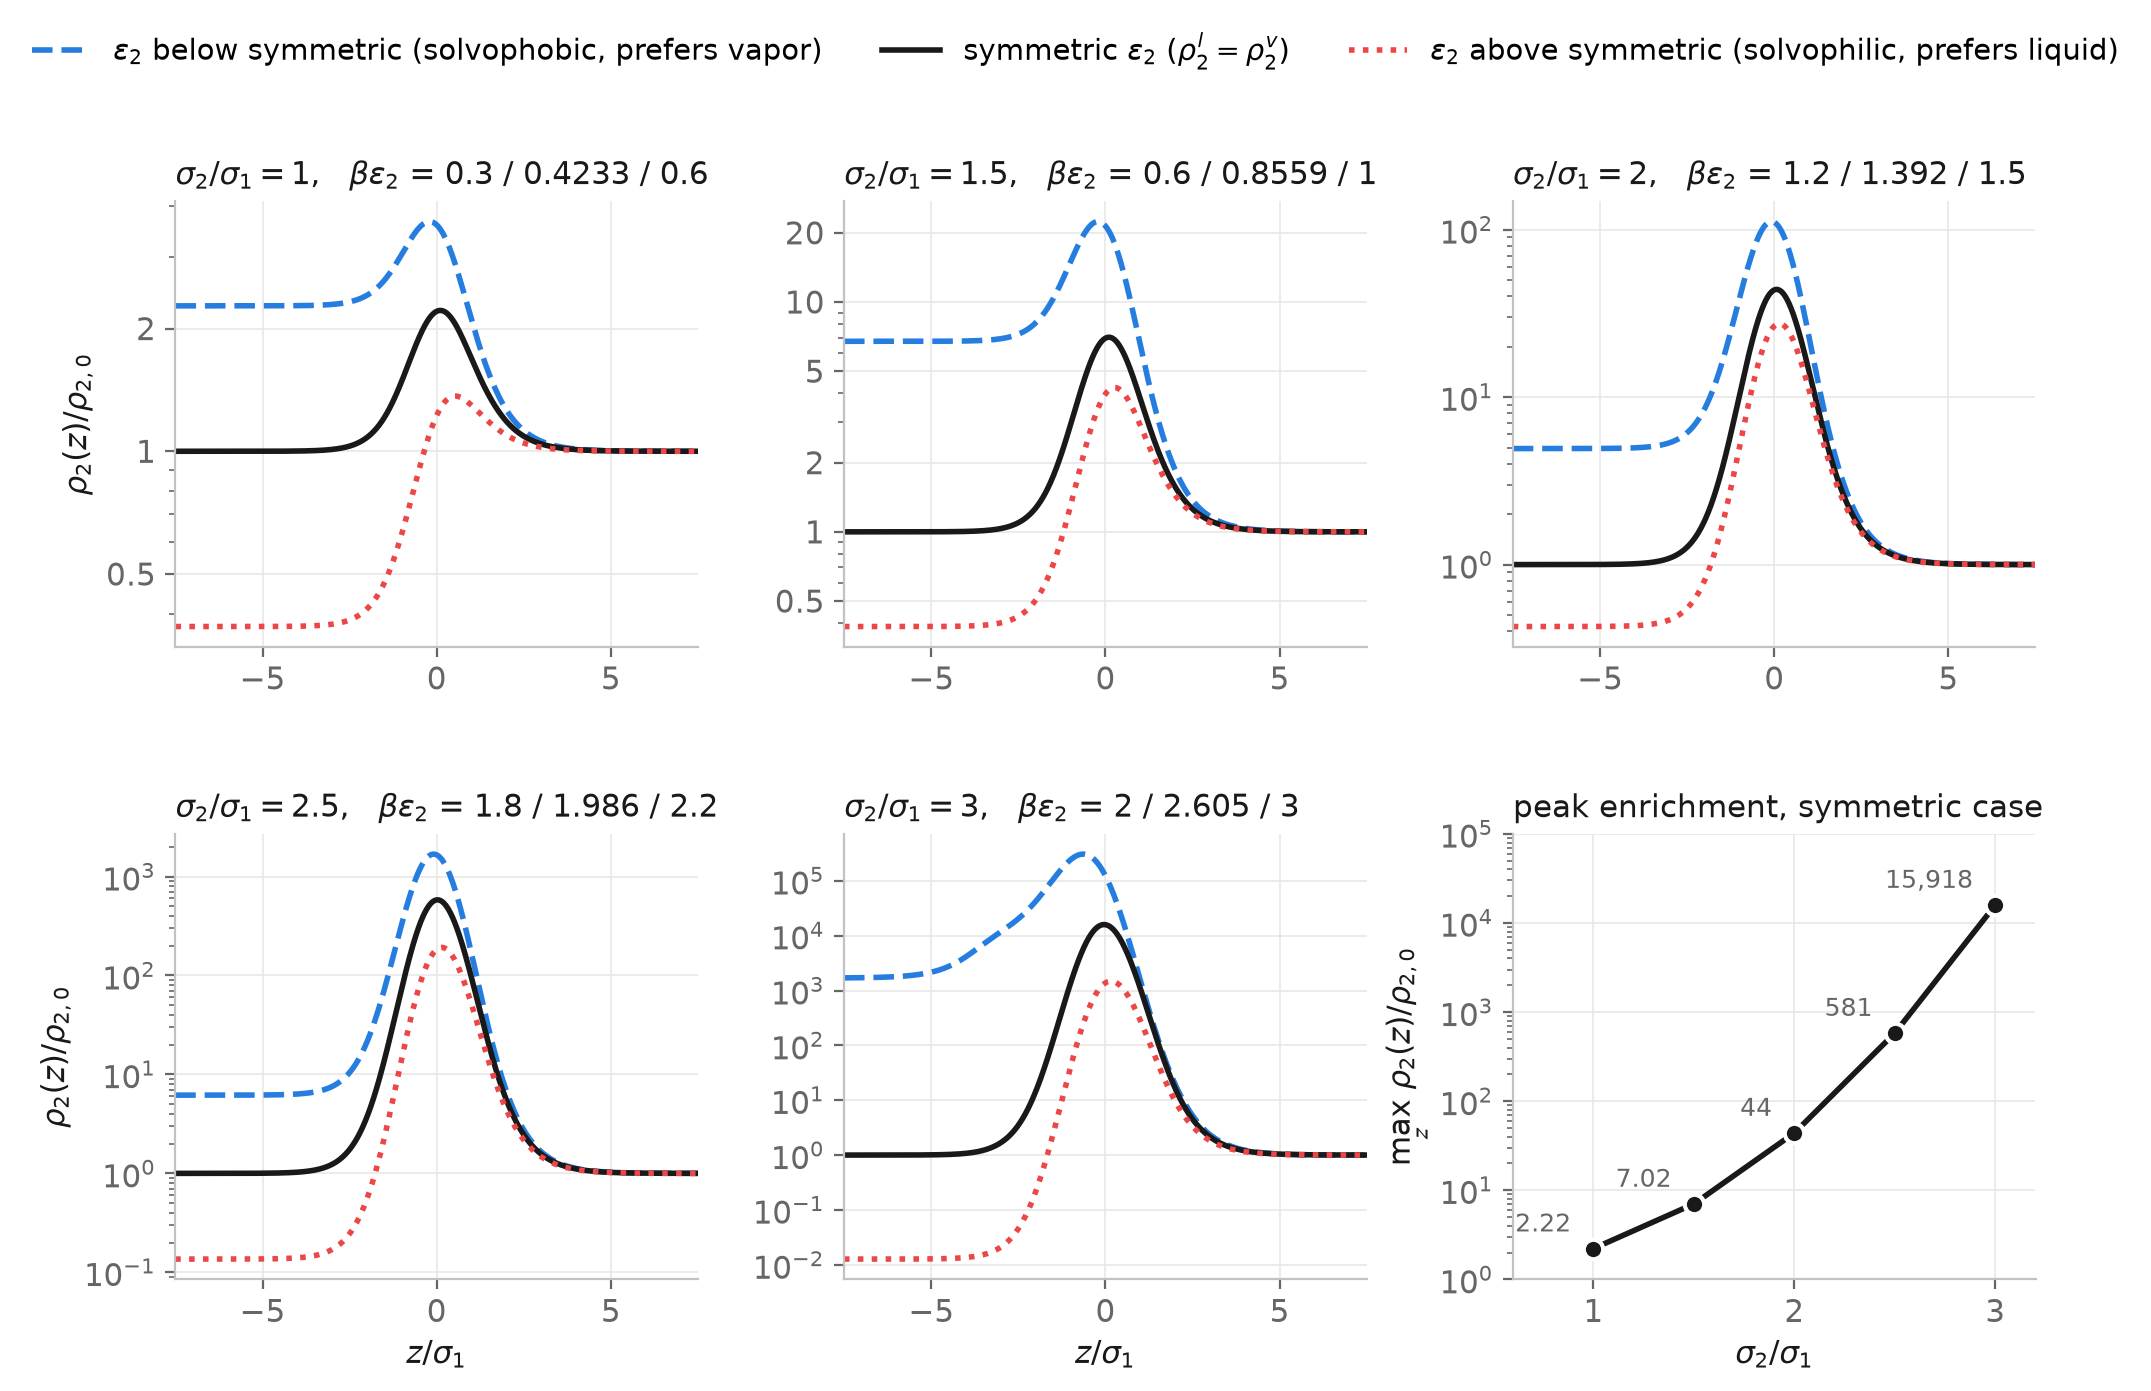 ε₂ below symmetric (solvophobic, prefers vapor)
symmetric ε₂ (ρ₂ˡ = ρ₂ᵛ)
ε₂ above symmetric (solvophilic, prefers liquid)
σ₂/σ₁ = 1, βε₂ = 0.3 / 0.4233 / 0.6
ρ₂(z)/ρ₂,₀
2
1
0.5
−5 0 5
σ₂/σ₁ = 1.5, βε₂ = 0.6 / 0.8559 / 1
20
10
5
2
1
0.5
−5 0 5
σ₂/σ₁ = 2, βε₂ = 1.2 / 1.392 / 1.5
10²
10¹
10⁰
−5 0 5
σ₂/σ₁ = 2.5, βε₂ = 1.8 / 1.986 / 2.2
ρ₂(z)/ρ₂,₀
10³
10²
10¹
10⁰
10⁻¹
−5 0 5
z/σ₁
σ₂/σ₁ = 3, βε₂ = 2 / 2.605 / 3
10⁵
10⁴
10³
10²
10¹
10⁰
10⁻¹
10⁻²
−5 0 5
z/σ₁
peak enrichment, symmetric case
max ρ₂(z)/ρ₂,₀
z
10⁵
10⁴
10³
10²
10¹
10⁰
15,918
581
44
7.02
2.22
1 2 3
σ₂/σ₁